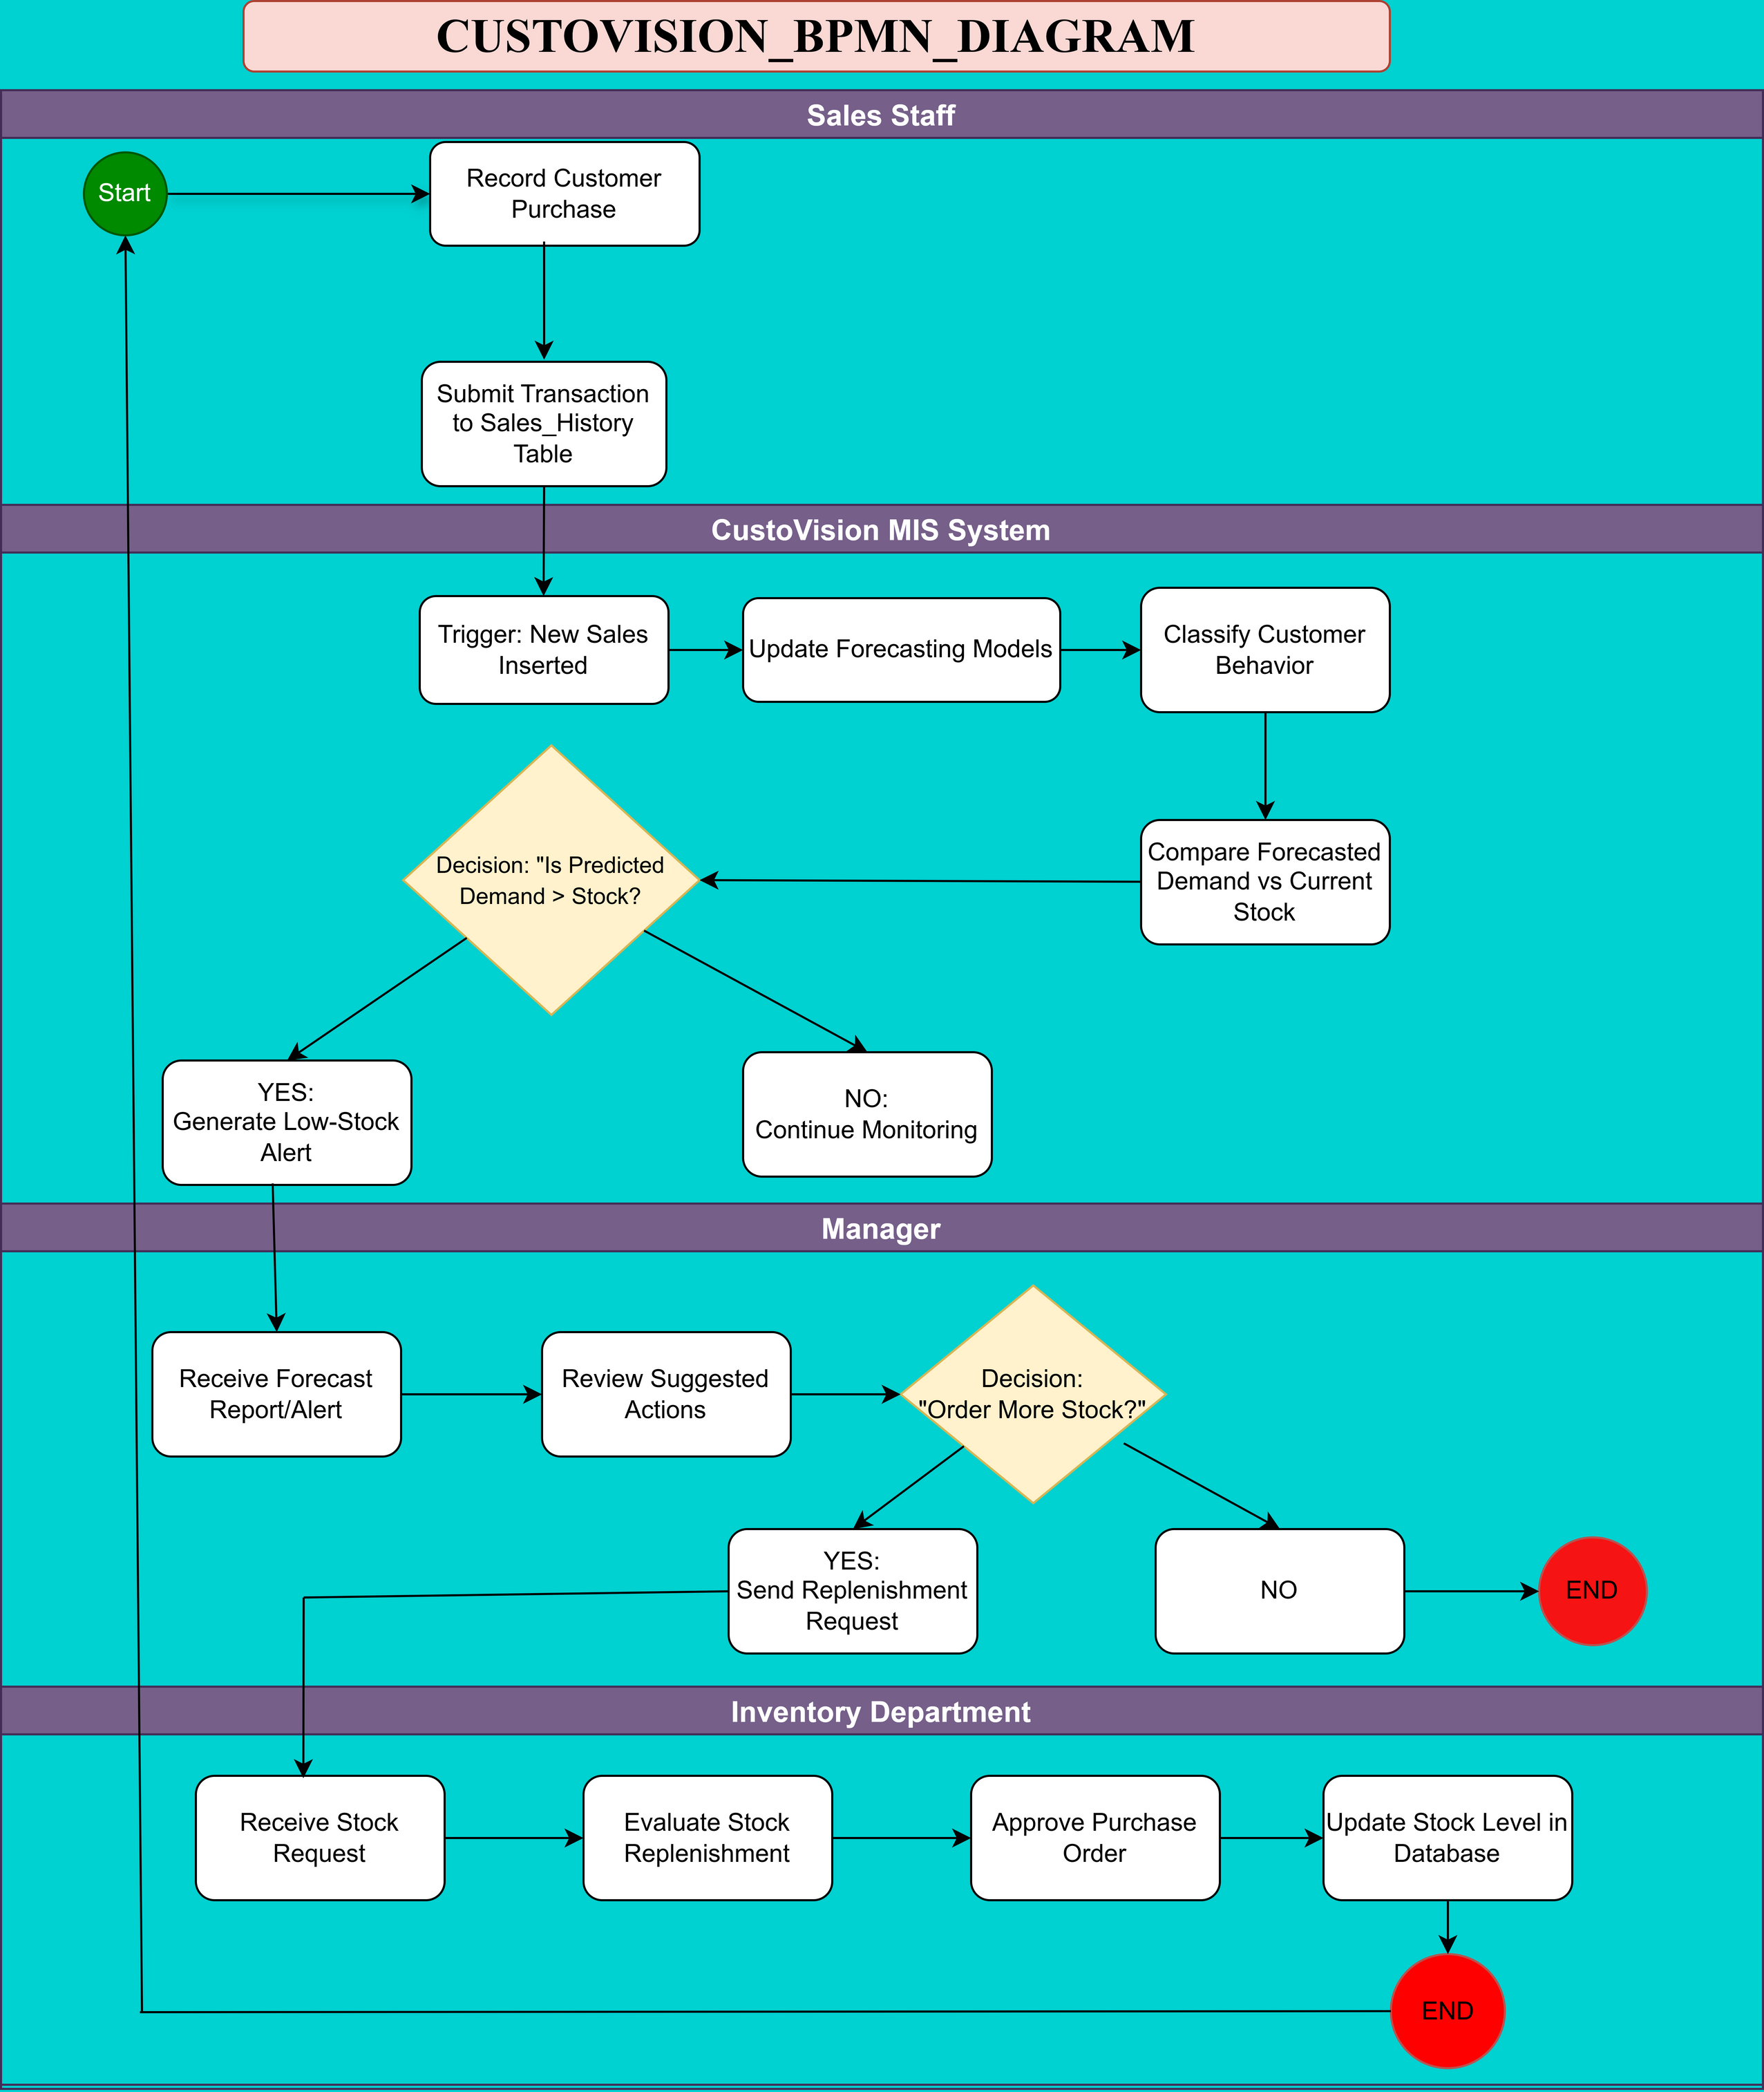 CUSTOVISION_BPMN_DIAGRAM
Sales Staff
Start
Record Customer
Purchase
Submit Transaction
to Sales_History
Table
CustoVision MIS System
Trigger: New Sales
Inserted
Update Forecasting Models
Classify Customer
Behavior
Decision: "Is Predicted
Demand > Stock?
Compare Forecasted
Demand vs Current
Stock
YES:
Generate Low-Stock
Alert
NO:
Continue Monitoring
Manager
Receive Forecast
Report/Alert
Review Suggested
Actions
Decision:
"Order More Stock?"
YES:
Send Replenishment
Request
NO
END
Inventory Department
Receive Stock
Request
Evaluate Stock
Replenishment
Approve Purchase
Order
Update Stock Level in
Database
END